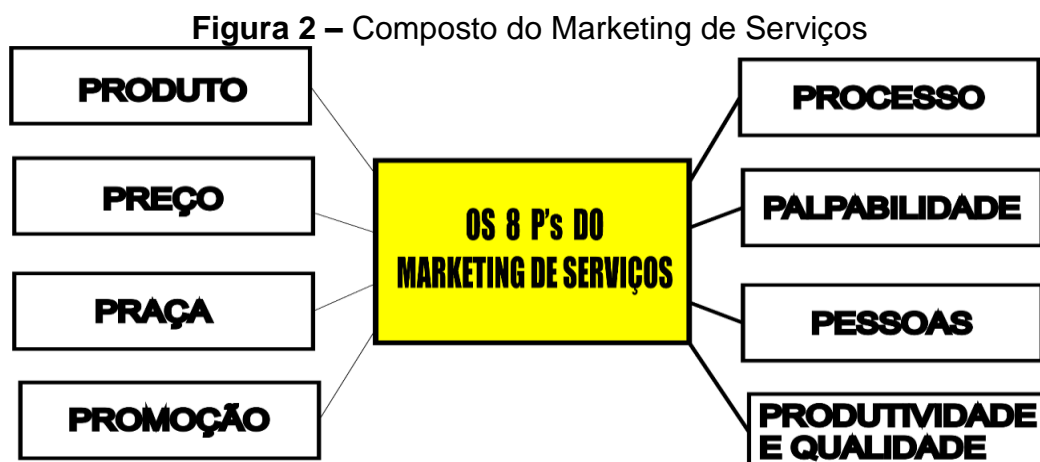 Figura 2 – Composto do Marketing de Serviços
PRODUTO
PREÇO
PRAÇA
PROMOÇÃO
OS 8 P's DO
MARKETING DE SERVIÇOS
PROCESSO
PALPABILIDADE
PESSOAS
PRODUTIVIDADE
E QUALIDADE